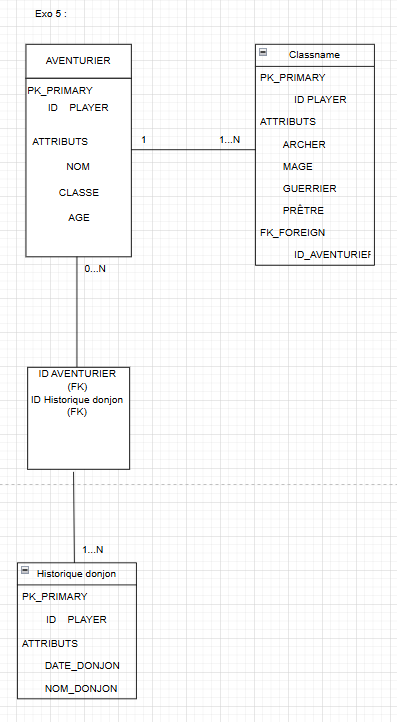 Exo 5 :
AVENTURIER
PK_PRIMARY
ID PLAYER
ATTRIBUTS
NOM
CLASSE
AGE
1
1...N
Classname
PK_PRIMARY
ID PLAYER
ATTRIBUTS
ARCHER
MAGE
GUERRIER
PRÊTRE
FK_FOREIGN
ID_AVENTURIER
0...N
ID AVENTURIER
(FK)
ID Historique donjon
(FK)
1...N
Historique donjon
PK_PRIMARY
ID PLAYER
ATTRIBUTS
DATE_DONJON
NOM_DONJON